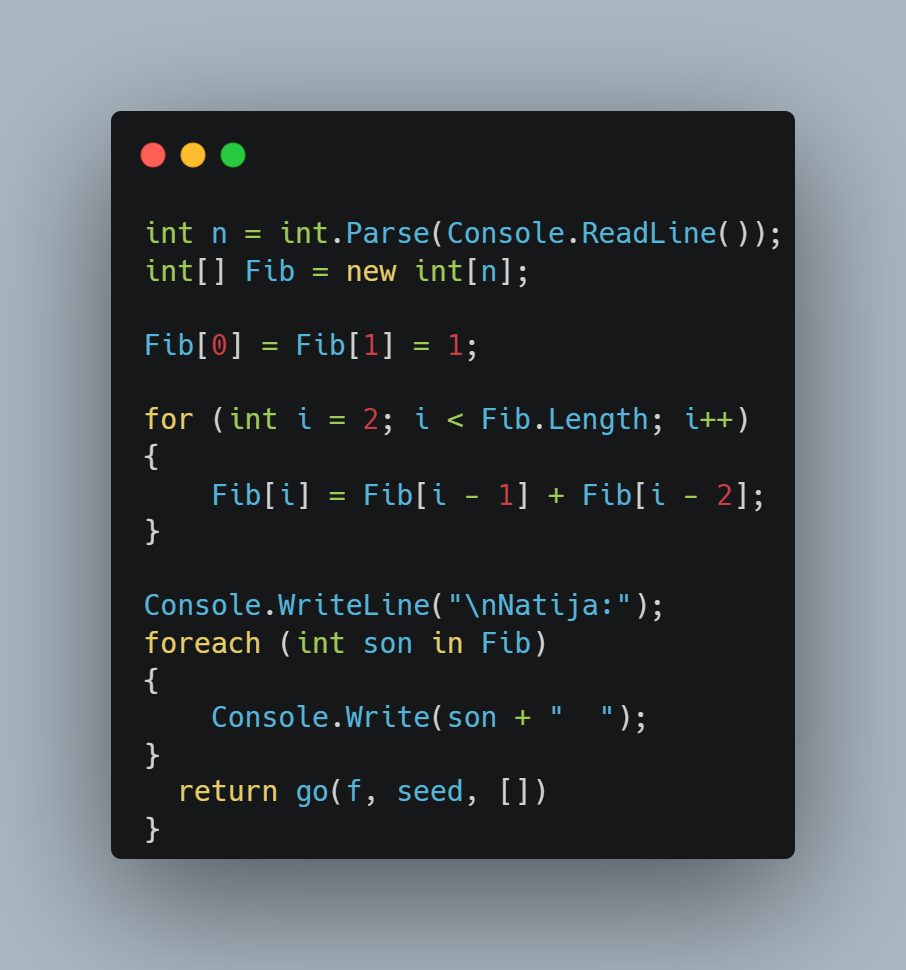 int n = int.Parse(Console.ReadLine());
int[] Fib = new int[n];

Fib[0] = Fib[1] = 1;

for (int i = 2; i < Fib.Length; i++)
{
    Fib[i] = Fib[i - 1] + Fib[i - 2];
}

Console.WriteLine("\nNatija:");
foreach (int son in Fib)
{
    Console.Write(son + "  ");
}
  return go(f, seed, [])
}